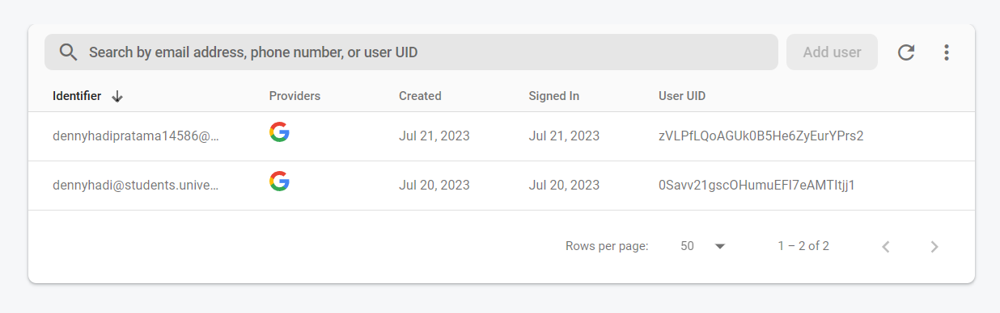 Search by email address, phone number, or user UID Add user
Identifier Providers Created Signed In User UID
dennyhadipratama14586@... Jul 21, 2023 Jul 21, 2023 zVLPfLQoAGUk0B5He6ZyEurYPrs2
dennyhadi@students.unive... Jul 20, 2023 Jul 20, 2023 0Savv21gscOHumuEFI7eAMTItjj1
Rows per page: 50 1 – 2 of 2